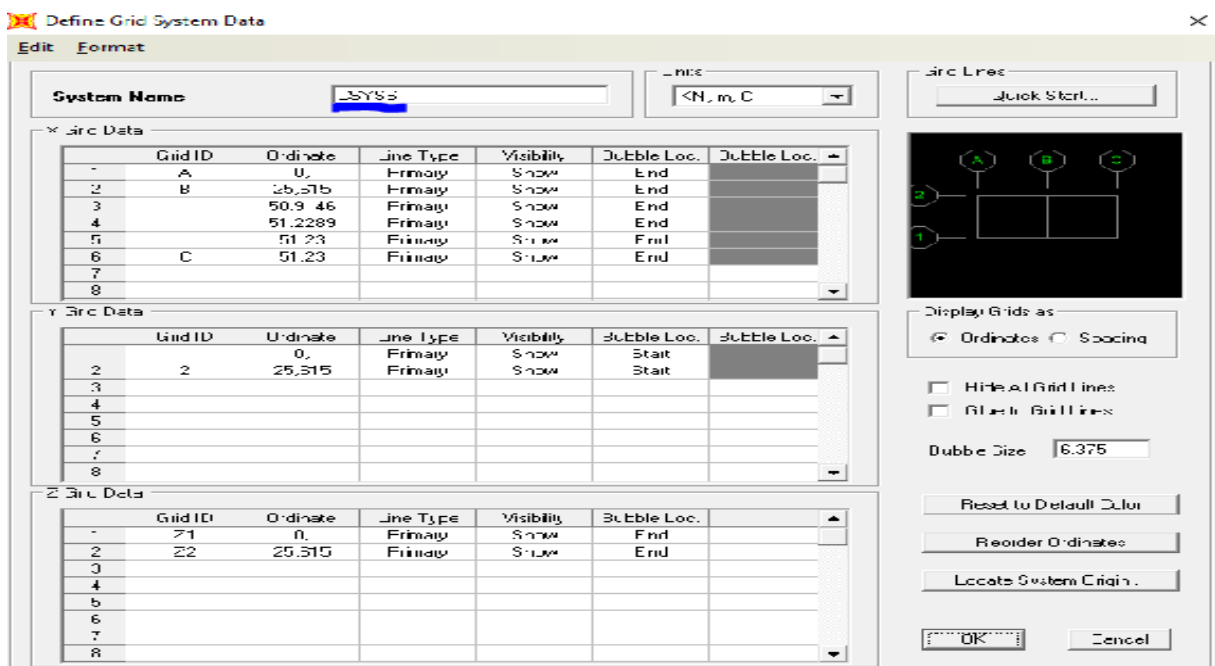 Define Grid System Data
Edit Format
System Name
Units
KN, m, C
Grid Lines
Quick Start...
X Grid Data
Grid ID Ordinate Line Type Visibility Bubble Loc. Bubble Loc.
A 0, Primary Show End
2 B Primary Show End
3 Primary Show End
4 51.2289 Primary Show End
5 51.23 Primary Show End
6 C 51.23 Primary Show End
7
8
A B C
2
1
Y Grid Data
Grid ID Ordinate Line Type Visibility Bubble Loc. Bubble Loc.
0, Primary Show Start
2 2 25,615 Primary Show Start
3
4
5
6
7
8
Display Grids as
Ordinates Spacing
Hide All Grid Lines
Glue to Grid Lines
Bubble Size 6.375
Z Grid Data
Grid ID Ordinate Line Type Visibility Bubble Loc.
Z1 0, Primary Show End
2 Z2 25.615 Primary Show End
3
4
5
6
7
8
Reset to Default Color
Reorder Ordinates
Locate System Origin...
OK Cancel